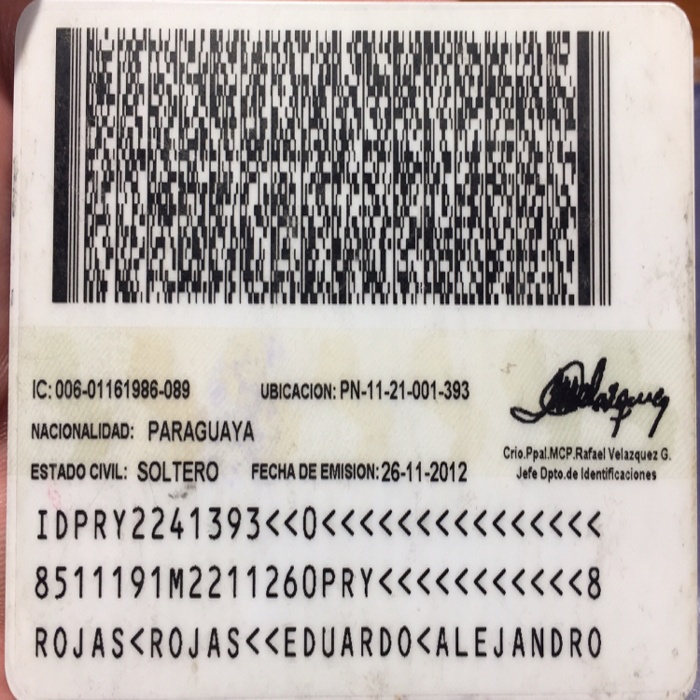 IC: 006-01161986-089 UBICACION: PN-11-21-001-393
NACIONALIDAD: PARAGUAYA
Crio.Ppal.MCP.Rafael Velazquez G.
ESTADO CIVIL: SOLTERO FECHA DE EMISION: 26-11-2012
Jefe Dpto.de Identificaciones
IDPRY2241393<<0<<<<<<<<<<<<<<<
8511191M2211260PRY<<<<<<<<<<<8
ROJAS<ROJAS<<EDUARDO<ALEJANDRO